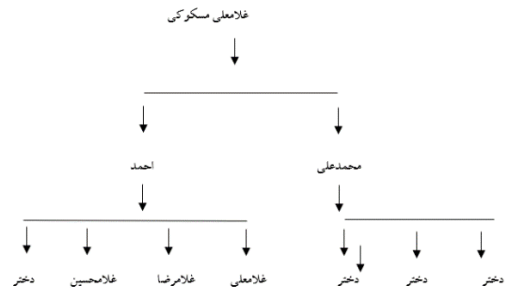 غلامعلی مسکوکی
محمدعلی احمد
دختر دختر دختر غلامعلی غلامرضا غلامحسین دختر